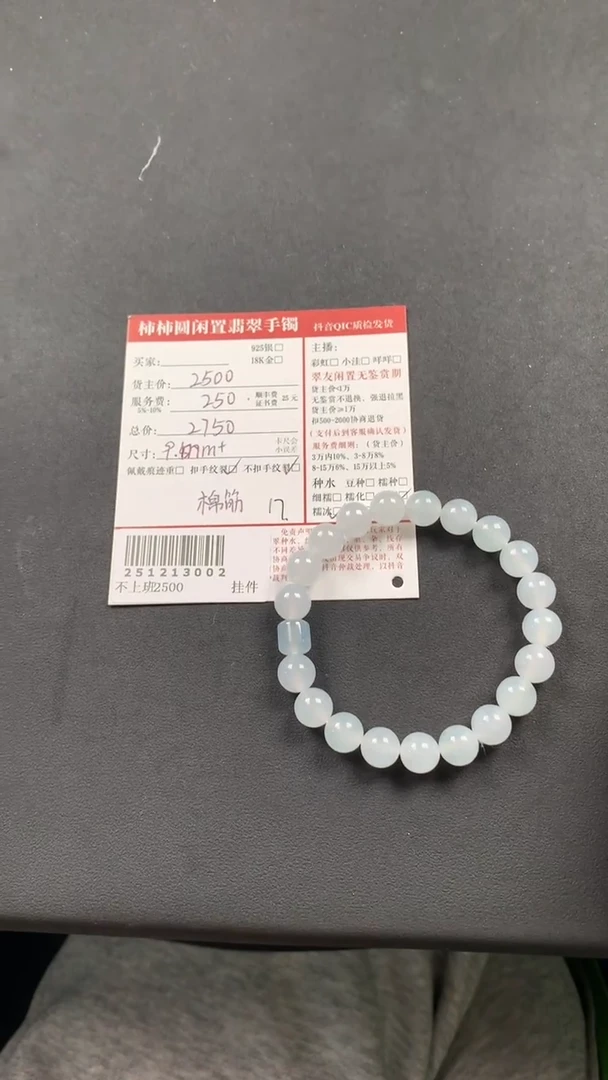 柿柿圆闲置翡翠手镯 抖音QIC质检发货
925银□
买家: 18K金□
货主价: 2500
服务费: 250 · 顺丰费 证书费 25元
5%-10%
总价: 2750
尺寸: 卡尺会小误差
佩戴痕迹重□ 扣手纹裂□ 不扣手纹裂□
棉筋 17.
251213002
不上班2500 挂件
主播:
彩虹□ 小洼□ 咩咩□
翠友闲置无鉴赏期
货主价<1万
无鉴赏不退换，强退拉黑
货主价≥1万
扣500-2000协商退货
(支付后到客服确认发货)
服务费细则: (货主价)
3万内10%、3-8万8%
8-15万6%、15万以上5%
种水 豆种□ 糯种□
细糯□ 糯化□
糯冰